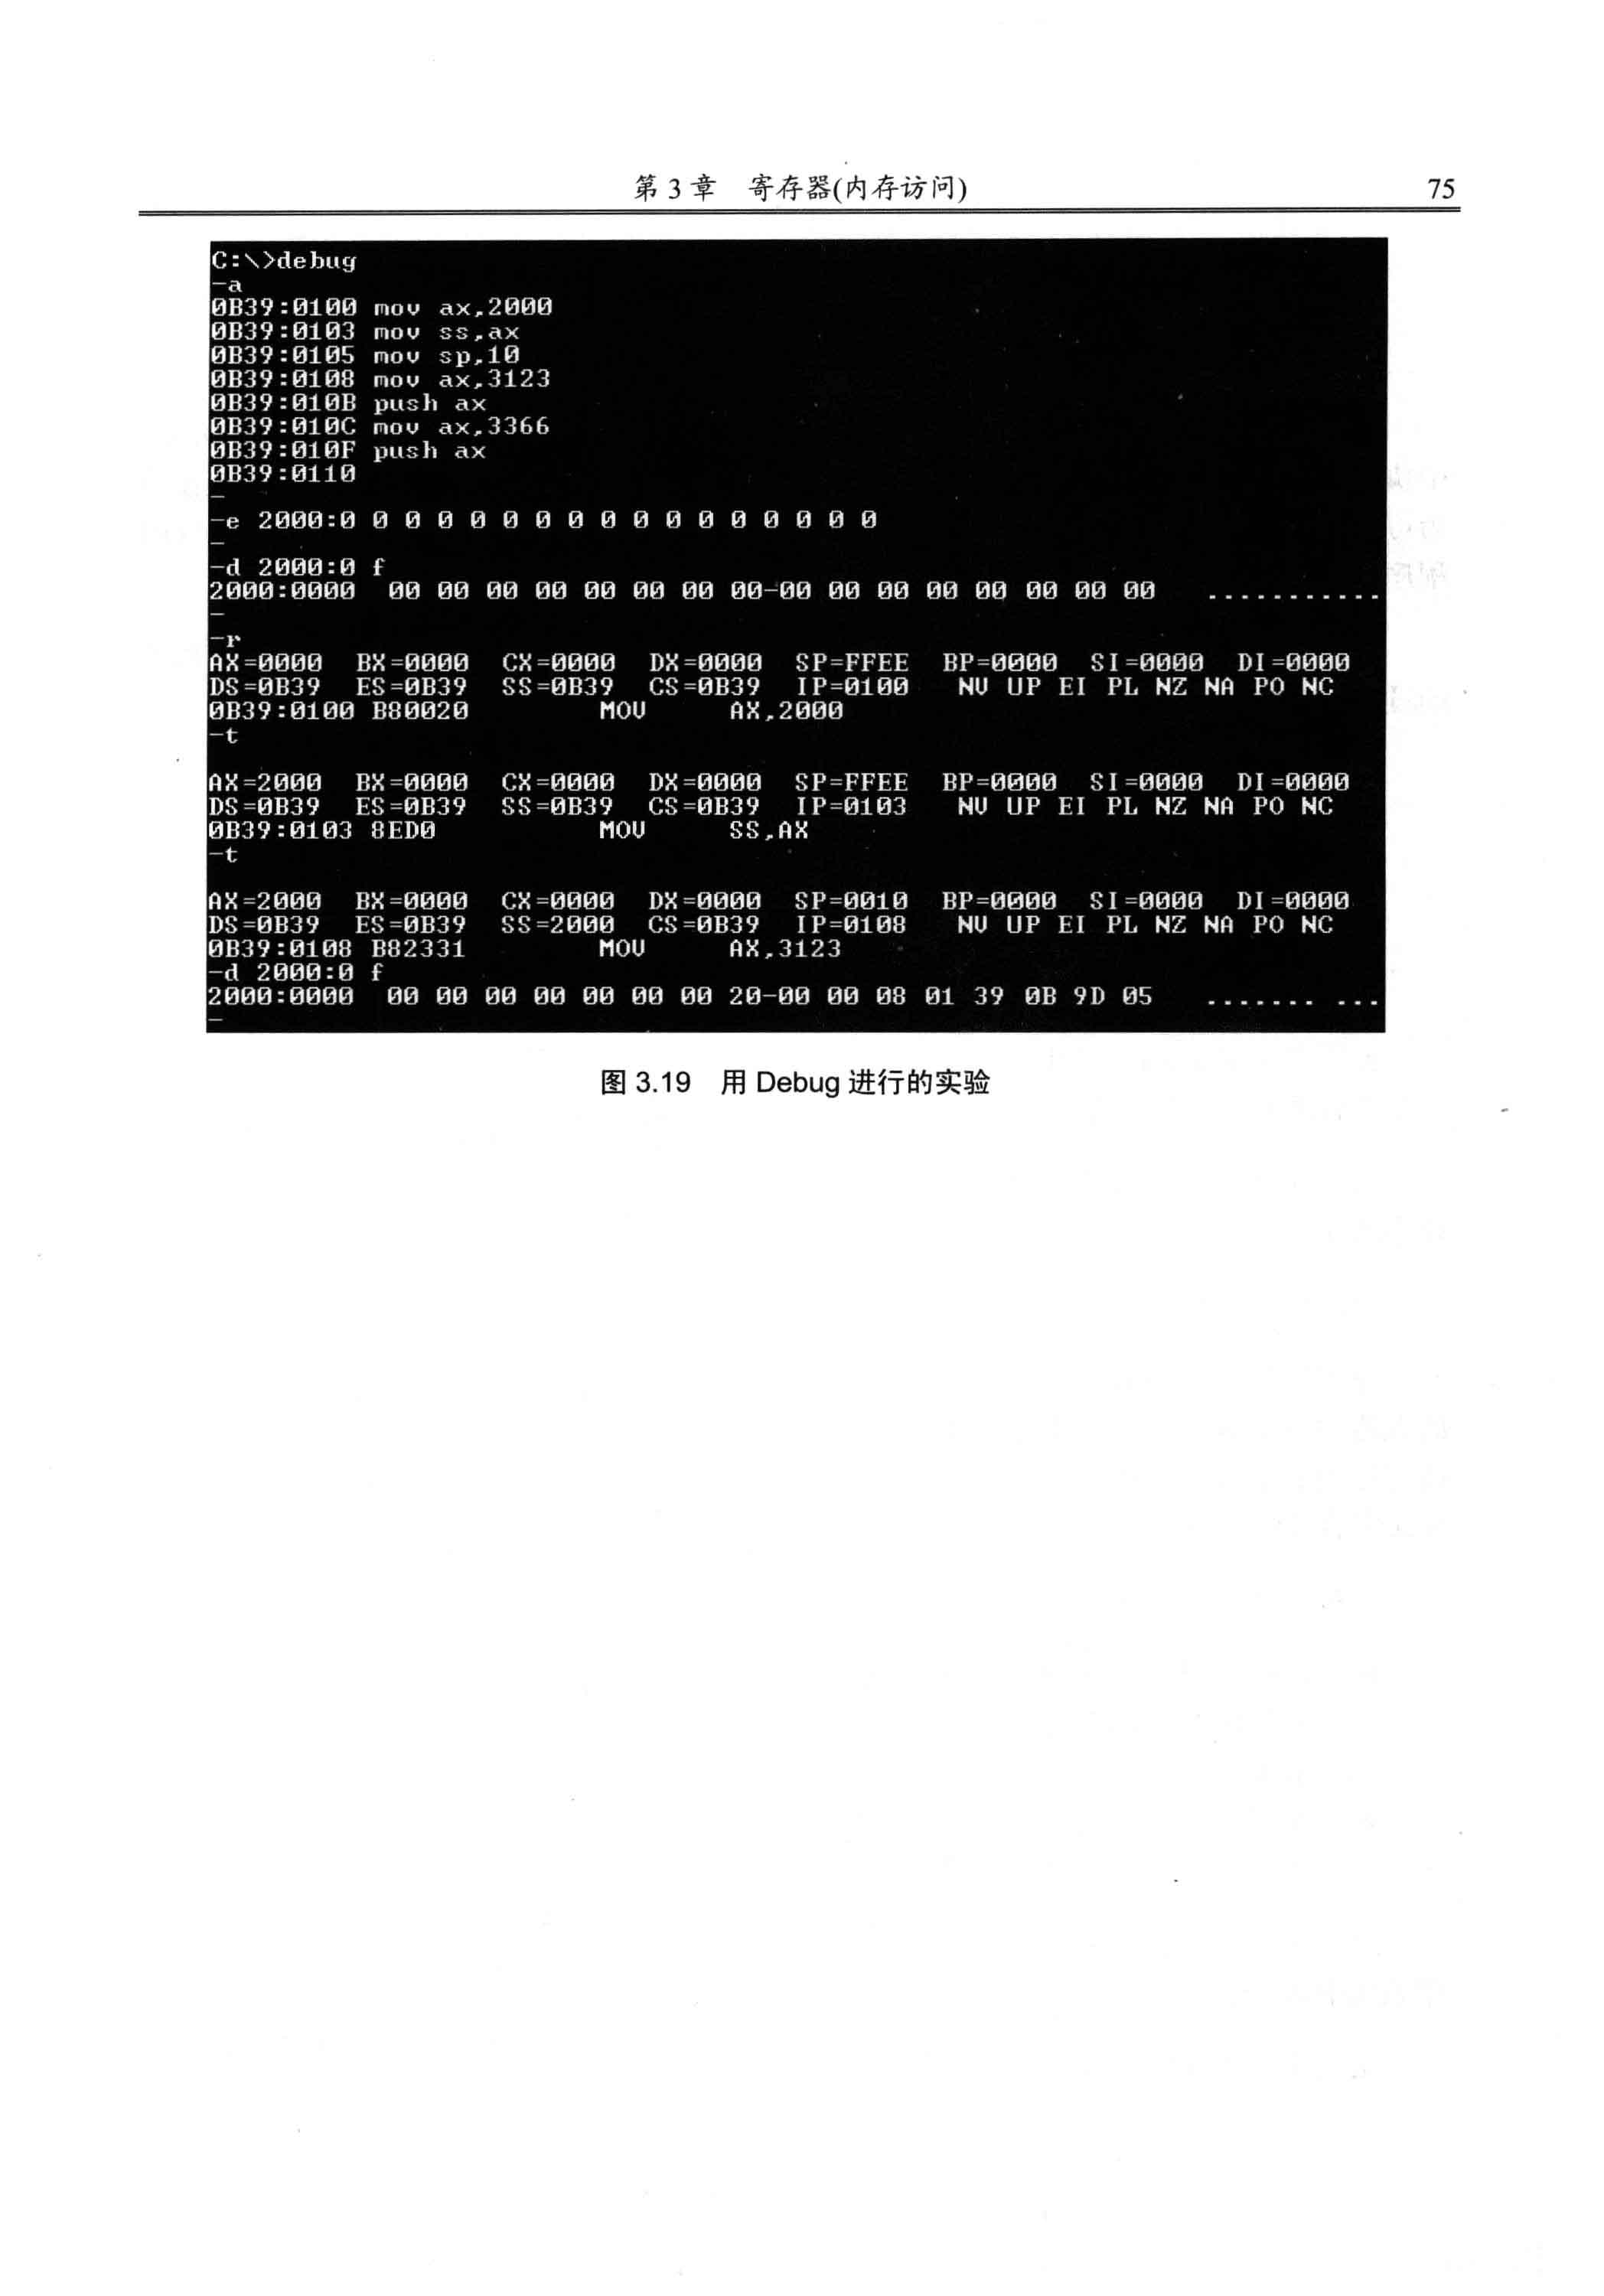 第 3 章 寄存器(内存访问) 75
C:\>debug
-a
0B39:0100 mov ax,2000
0B39:0103 mov ss,ax
0B39:0105 mov sp,10
0B39:0108 mov ax,3123
0B39:010B push ax
0B39:010C mov ax,3366
0B39:010F push ax
0B39:0110
-
-e 2000:0 0 0 0 0 0 0 0 0 0 0 0 0 0 0 0 0
-
-d 2000:0 f
2000:0000 00 00 00 00 00 00 00 00-00 00 00 00 00 00 00 00 ...........
-
-r
AX=0000 BX=0000 CX=0000 DX=0000 SP=FFEE BP=0000 SI=0000 DI=0000
DS=0B39 ES=0B39 SS=0B39 CS=0B39 IP=0100 NV UP EI PL NZ NA PO NC
0B39:0100 B80020 MOV AX,2000
-t
AX=2000 BX=0000 CX=0000 DX=0000 SP=FFEE BP=0000 SI=0000 DI=0000
DS=0B39 ES=0B39 SS=0B39 CS=0B39 IP=0103 NV UP EI PL NZ NA PO NC
0B39:0103 8ED0 MOV SS,AX
-t
AX=2000 BX=0000 CX=0000 DX=0000 SP=0010 BP=0000 SI=0000 DI=0000
DS=0B39 ES=0B39 SS=2000 CS=0B39 IP=0108 NV UP EI PL NZ NA PO NC
0B39:0108 B82331 MOV AX,3123
-d 2000:0 f
2000:0000 00 00 00 00 00 00 00 20-00 00 08 01 39 0B 9D 05 ....... ...
-
图 3.19 用 Debug 进行的实验